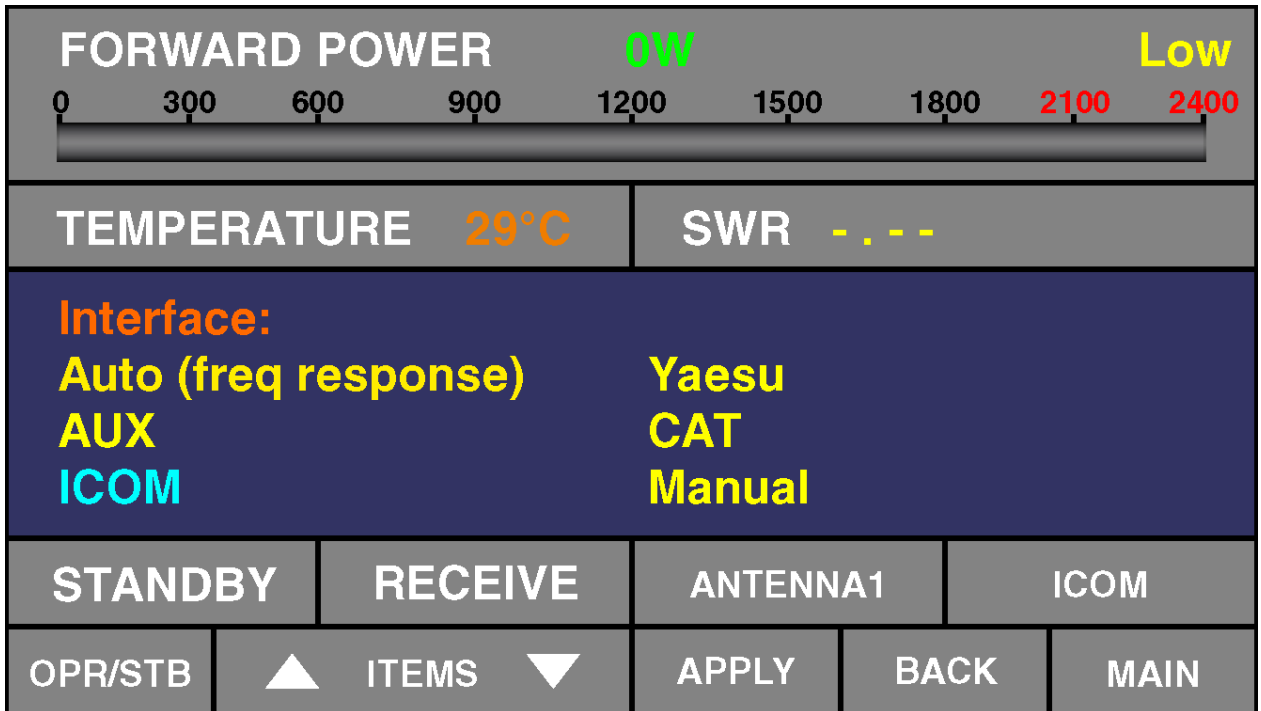 FORWARD POWER 0W Low
0 300 600 900 1200 1500 1800 2100 2400
TEMPERATURE 29°C SWR -.--
Interface:
Auto (freq response) Yaesu
AUX CAT
ICOM Manual
STANDBY RECEIVE ANTENNA1 ICOM
OPR/STB ITEMS APPLY BACK MAIN